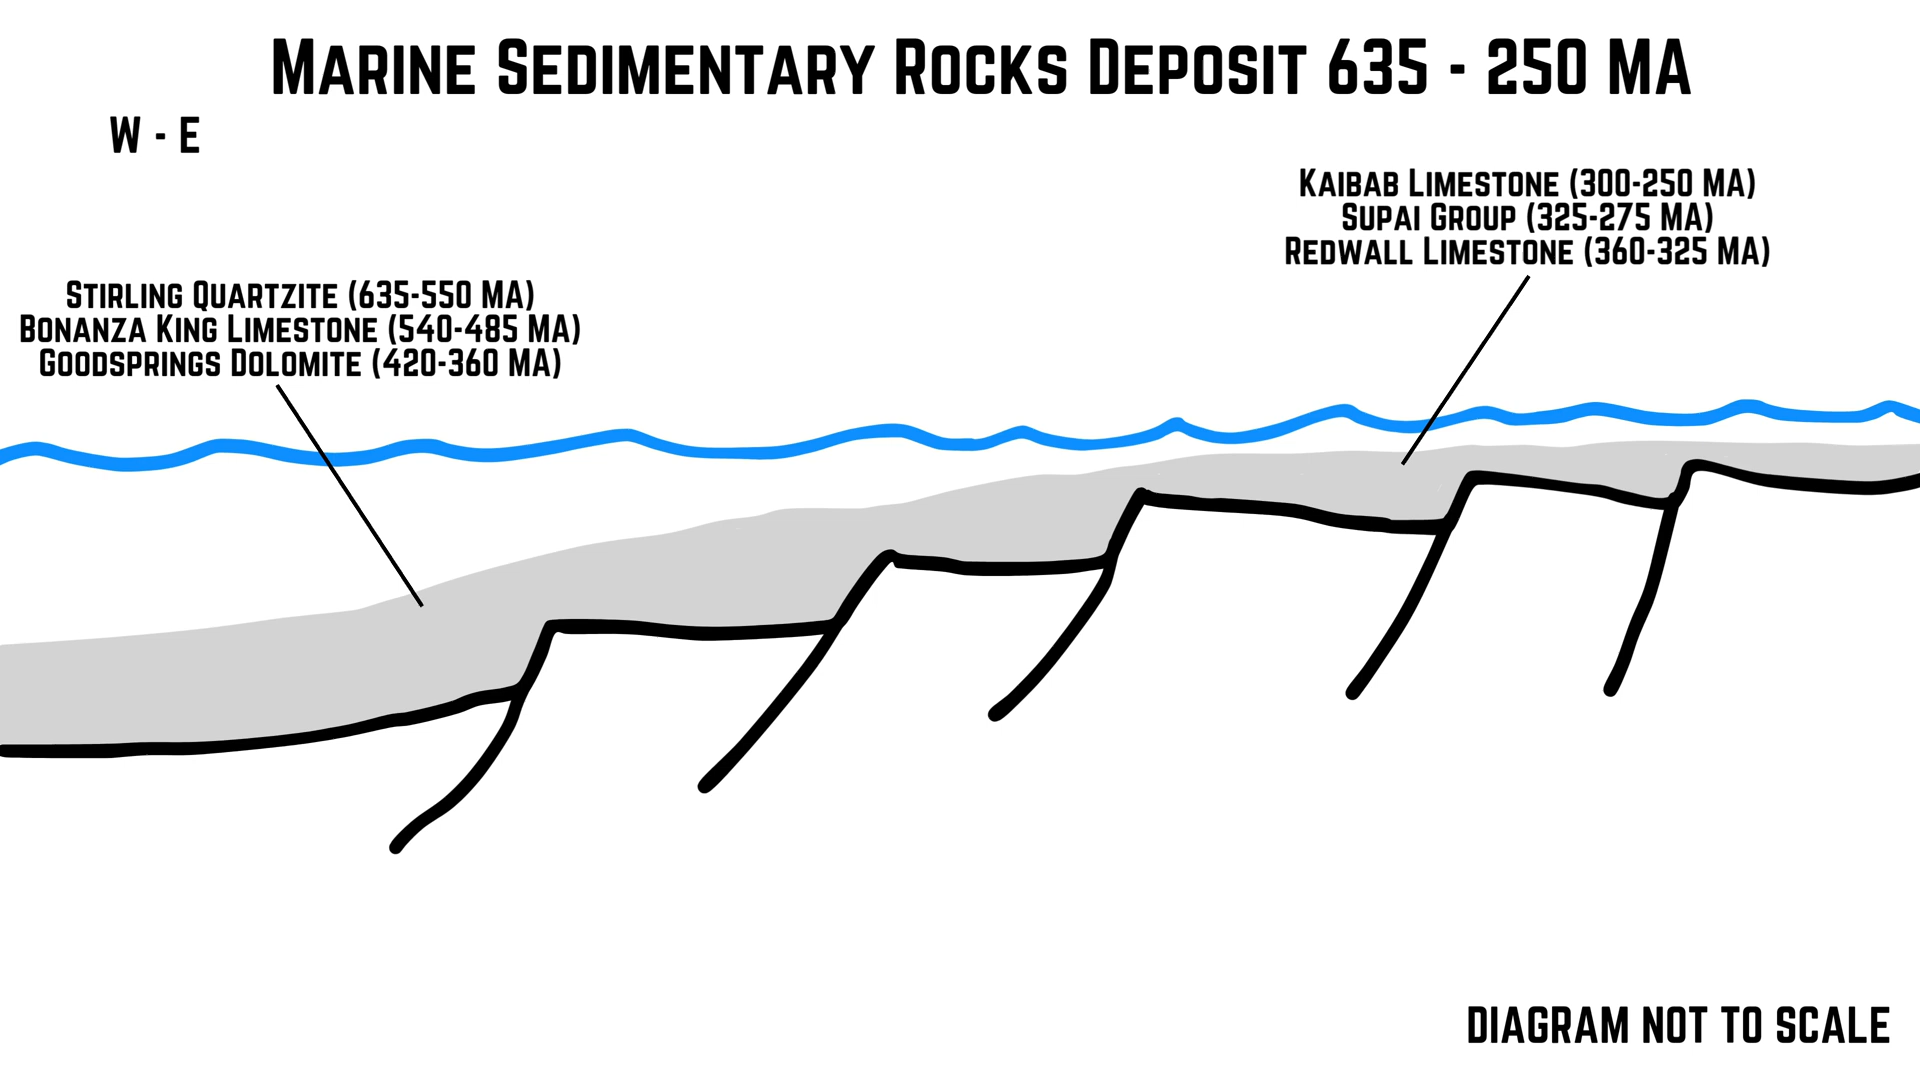 Marine Sedimentary Rocks Deposit 635 - 250 MA
W - E
Kaibab Limestone (300-250 MA)
Supai Group (325-275 MA)
Redwall Limestone (360-325 MA)
Stirling Quartzite (635-550 MA)
Bonanza King Limestone (540-485 MA)
Goodsprings Dolomite (420-360 MA)
DIAGRAM NOT TO SCALE